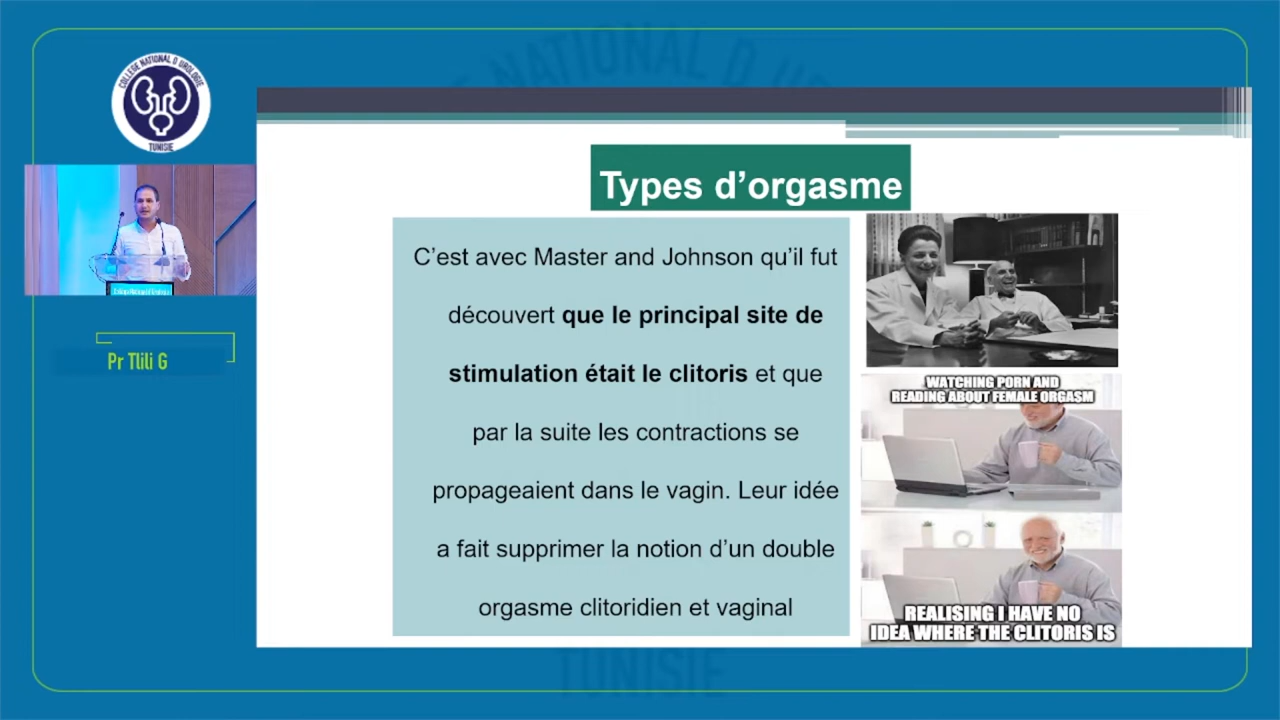 COLLEGE NATIONAL D UROLOGIE
TUNISIE
Pr Tlili G
Types d’orgasme
C’est avec Master and Johnson qu’il fut
découvert que le principal site de
stimulation était le clitoris et que
par la suite les contractions se
propageaient dans le vagin. Leur idée
a fait supprimer la notion d’un double
orgasme clitoridien et vaginal
WATCHING PORN AND
READING ABOUT FEMALE ORGASM
REALISING I HAVE NO
IDEA WHERE THE CLITORIS IS
NATIONAL D
TUNISIE